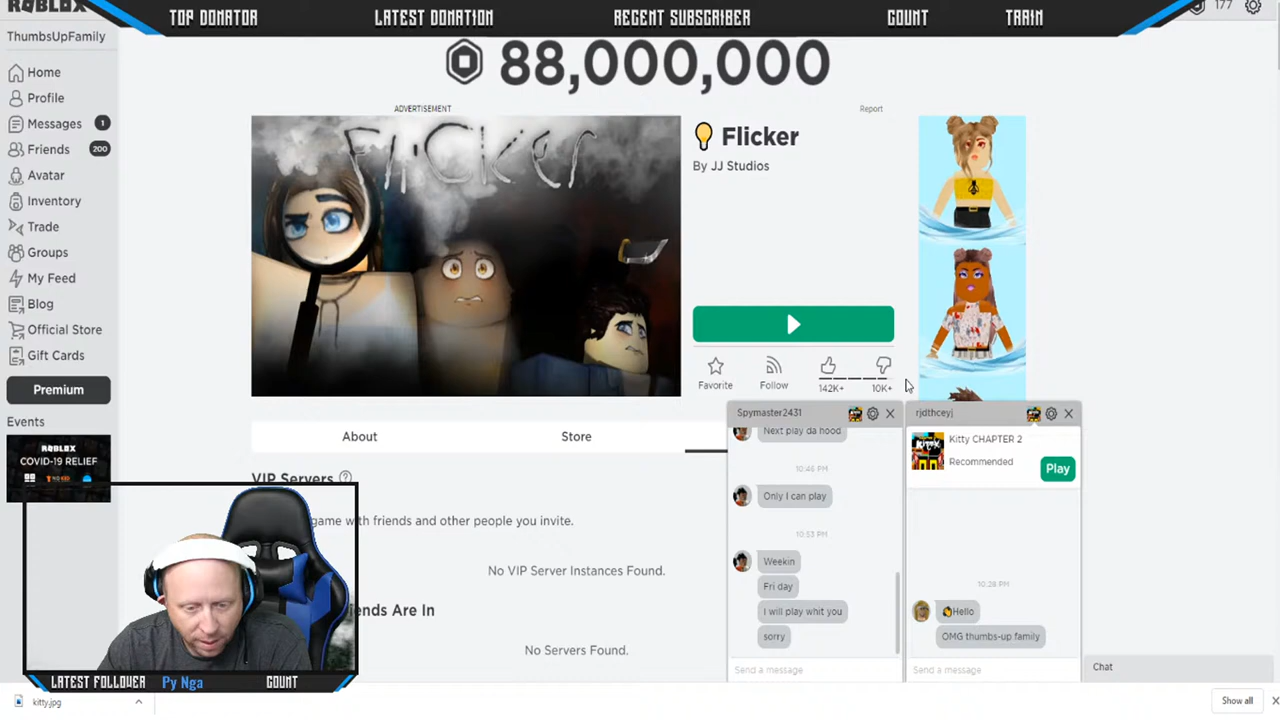 ROBLOX
TOP DONATOR
LATEST DONATION
RECENT SUBSCRIBER
COUNT
TRAIN
177
ThumbsUpFamily
88,000,000
Home
Profile
Messages 1
Friends 200
Avatar
Inventory
Trade
Groups
My Feed
Blog
Official Store
Gift Cards
Premium
Events
ROBLOX
COVID-19 RELIEF
ADVERTISEMENT
Report
FLicKer
Flicker
By JJ Studios
Favorite
Follow
142K+
10K+
About
Store
VIP Servers
game with friends and other people you invite.
No VIP Server Instances Found.
ends Are In
No Servers Found.
Spymaster2431
Next play da hood
10:46 PM
Only I can play
10:53 PM
Weekin
Fri day
I will play whit you
sorry
Send a message
rjdthceyj
Kitty CHAPTER 2
Recommended
Play
10:28 PM
Hello
OMG thumbs-up family
Send a message
Chat
LATEST FOLLOWER
Py Nga
COUNT
kitty.jpg
Show all